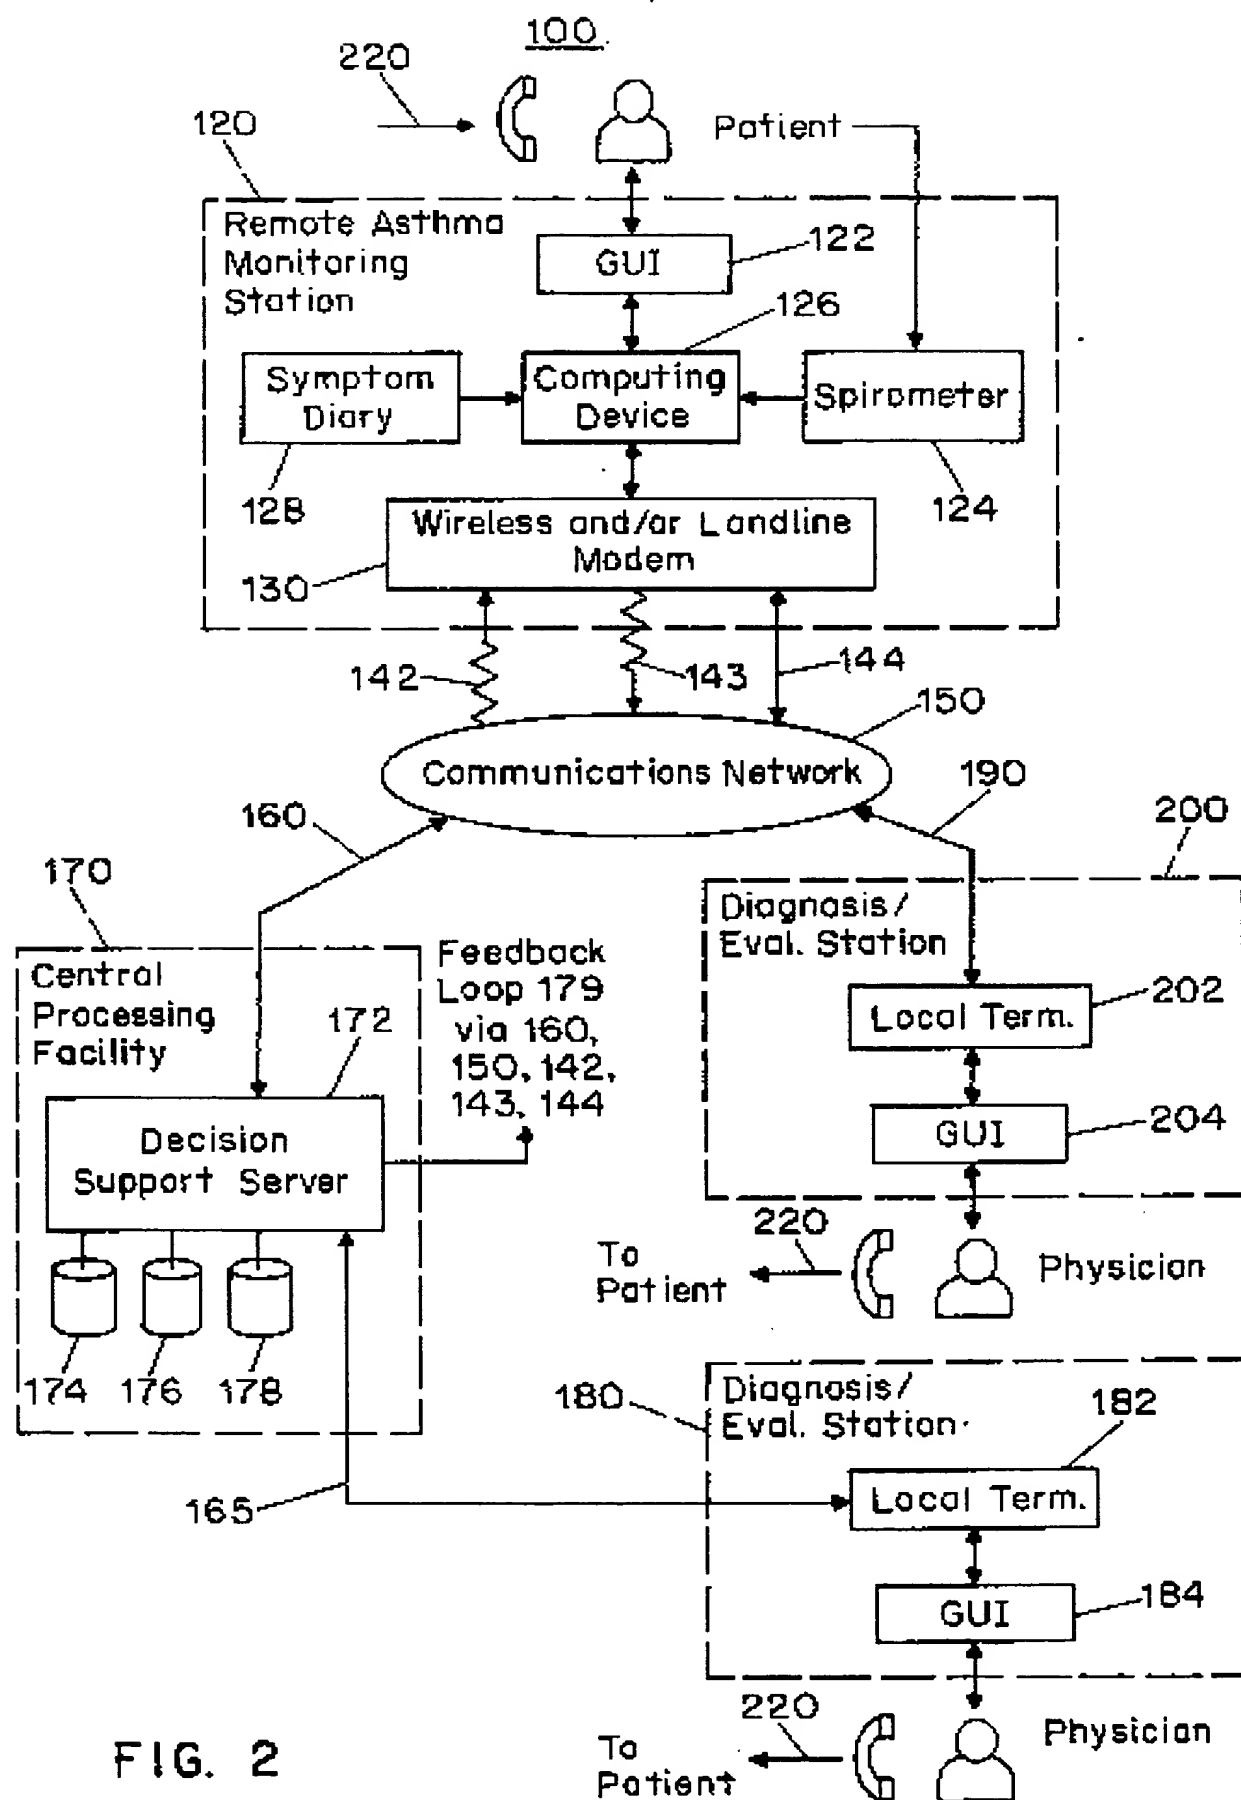 100
220
120
Patient
Remote Asthma
Monitoring
Station
GUI
122
126
Symptom
Diary
Computing
Device
Spirometer
128
124
Wireless and/or Landline
Modem
130
142
143
144
150
Communications Network
160
190
200
170
Diagnosis/
Eval. Station
Central
Processing
Facility
172
Feedback
Loop 179
via 160,
150, 142,
143, 144
Local Term.
202
Decision
Support Server
GUI
204
220
To
Patient
Physician
174
176
178
180
Diagnosis/
Eval. Station
182
165
Local Term.
GUI
184
220
To
Patient
Physician
FIG. 2